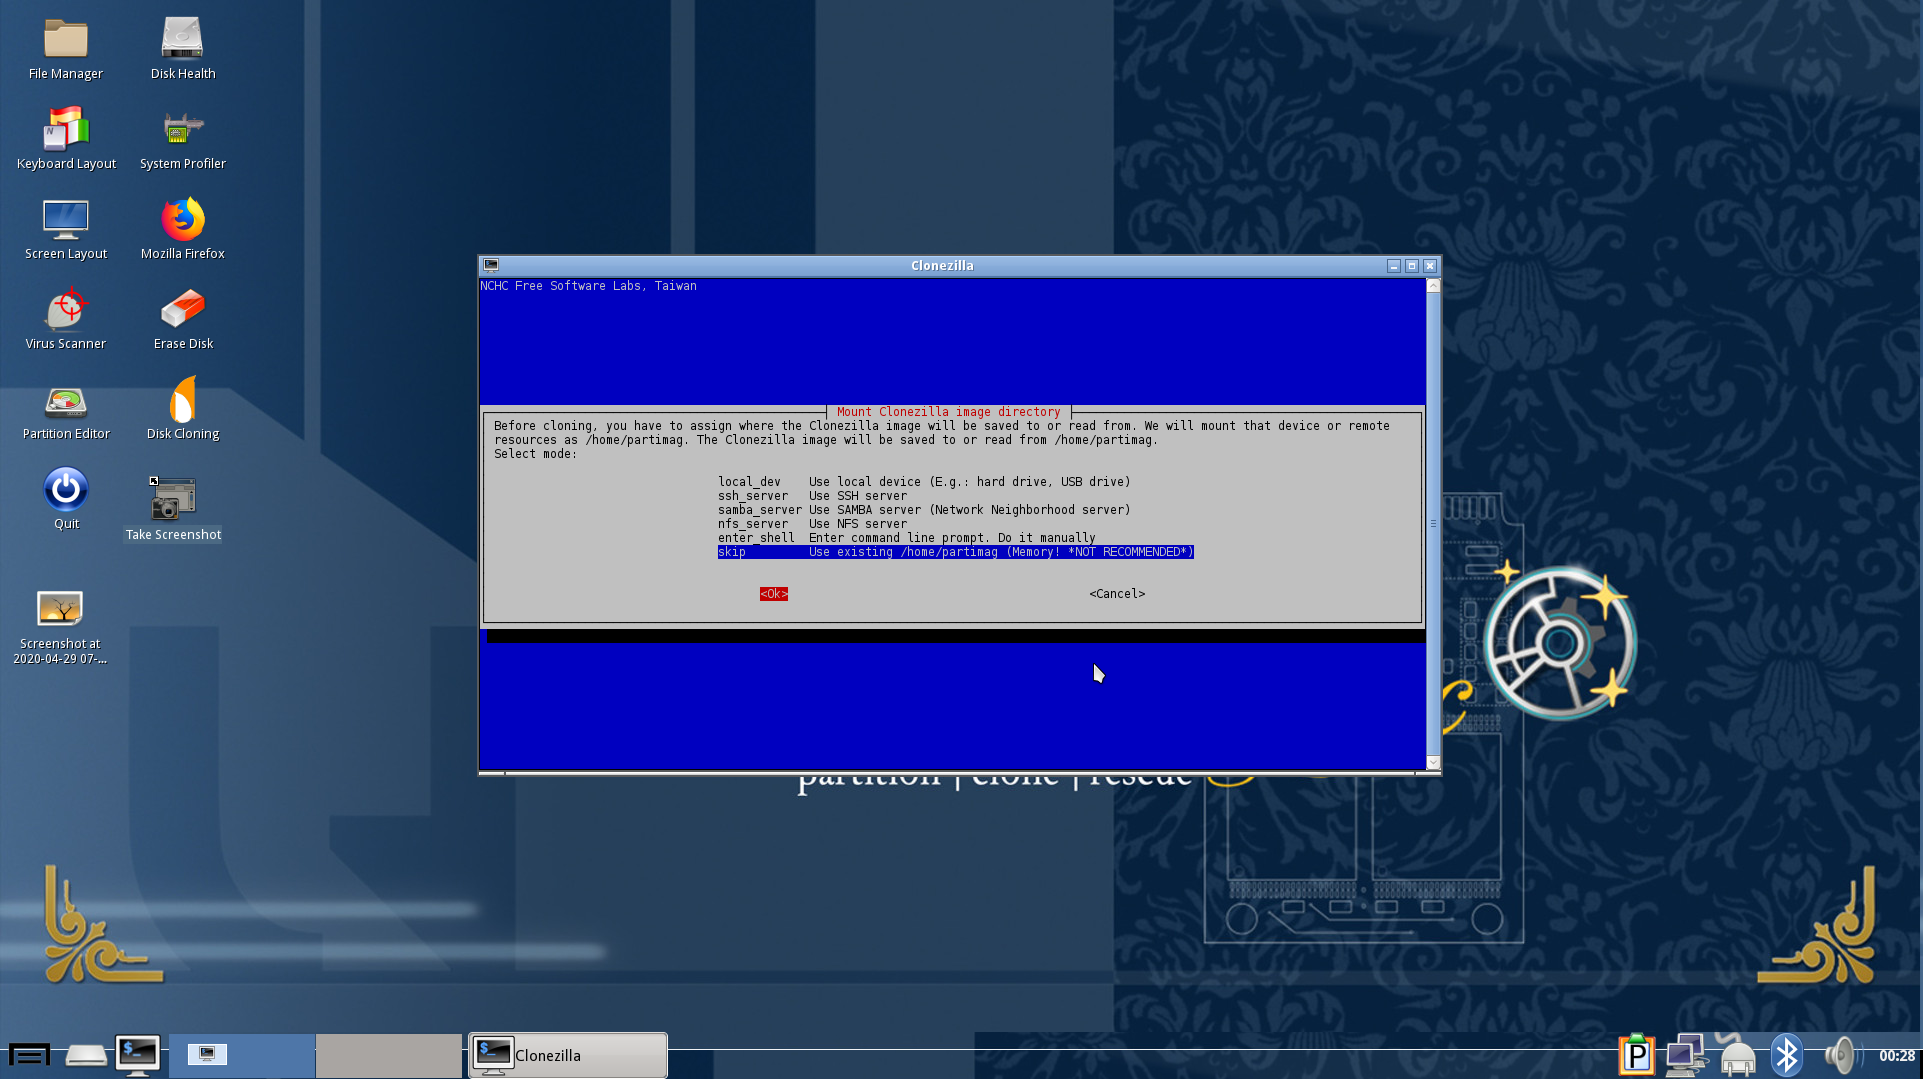 File Manager
Disk Health
Keyboard Layout
System Profiler
Screen Layout
Mozilla Firefox
Virus Scanner
Erase Disk
Partition Editor
Disk Cloning
Quit
Take Screenshot
Screenshot at
2020-04-29 07-...
Clonezilla
NCHC Free Software Labs, Taiwan
Mount Clonezilla image directory
Before cloning, you have to assign where the Clonezilla image will be saved to or read from. We will mount that device or remote
resources as /home/partimag. The Clonezilla image will be saved to or read from /home/partimag.
Select mode:
local_dev Use local device (E.g.: hard drive, USB drive)
ssh_server Use SSH server
samba_server Use SAMBA server (Network Neighborhood server)
nfs_server Use NFS server
enter_shell Enter command line prompt. Do it manually
skip Use existing /home/partimag (Memory! *NOT RECOMMENDED*)
<Ok> <Cancel>
partition | clone | rescue
Clonezilla
00:28